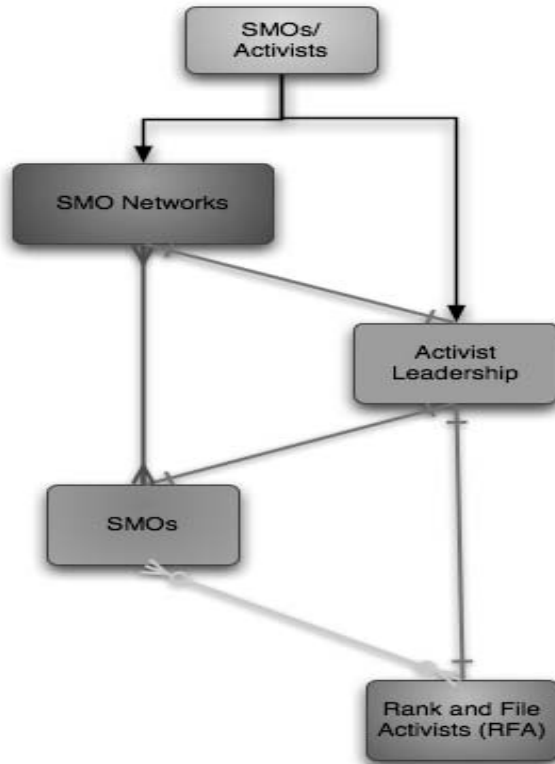 SMOs/
Activists
SMO Networks
Activist
Leadership
SMOs
Rank and File
Activists (RFA)